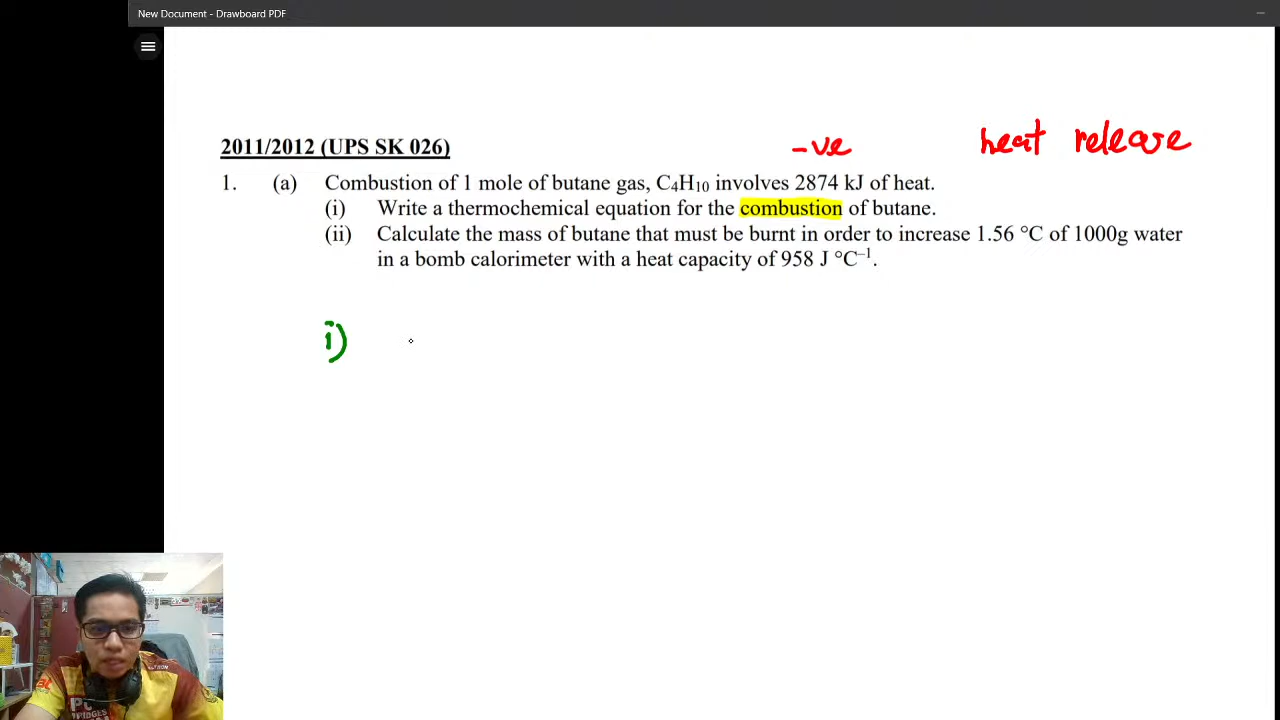 New Document - Drawboard PDF
-ve heat release
2011/2012 (UPS SK 026)
1. (a) Combustion of 1 mole of butane gas, C₄H₁₀ involves 2874 kJ of heat.
(i) Write a thermochemical equation for the combustion of butane.
(ii) Calculate the mass of butane that must be burnt in order to increase 1.56 °C of 1000g water
in a bomb calorimeter with a heat capacity of 958 J °C⁻¹.
i)